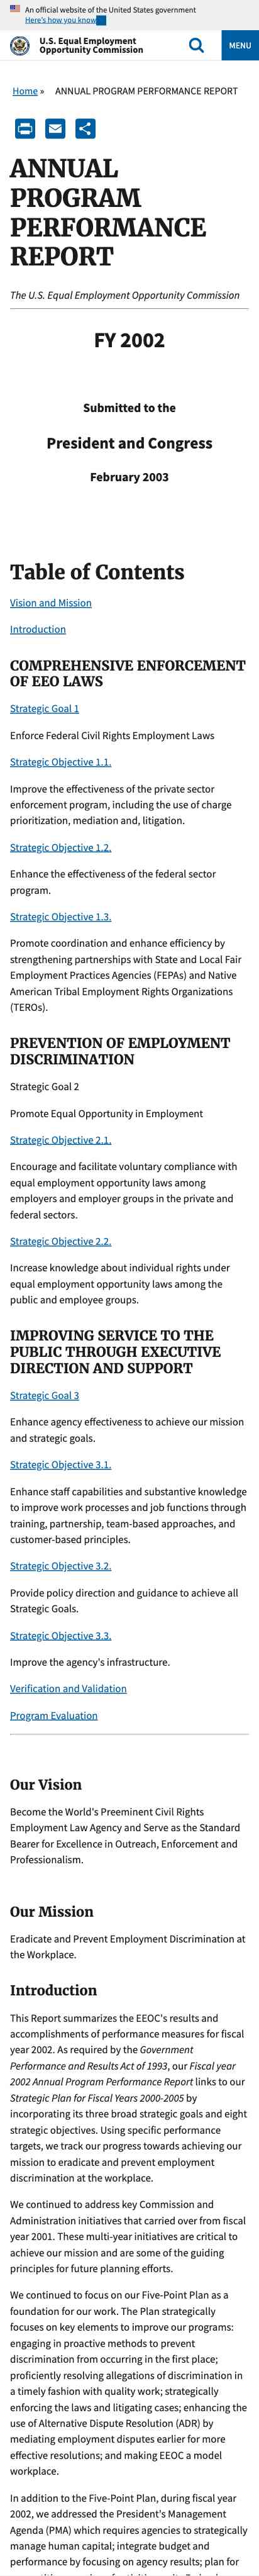 An official website of the United States government
Here's how you know
U.S. Equal Employment
Opportunity Commission
MENU
Home » ANNUAL PROGRAM PERFORMANCE REPORT
ANNUAL
PROGRAM
PERFORMANCE
REPORT
The U.S. Equal Employment Opportunity Commission
FY 2002
Submitted to the
President and Congress
February 2003
Table of Contents
Vision and Mission
Introduction
COMPREHENSIVE ENFORCEMENT
OF EEO LAWS
Strategic Goal 1
Enforce Federal Civil Rights Employment Laws
Strategic Objective 1.1.
Improve the effectiveness of the private sector
enforcement program, including the use of charge
prioritization, mediation and, litigation.
Strategic Objective 1.2.
Enhance the effectiveness of the federal sector
program.
Strategic Objective 1.3.
Promote coordination and enhance efficiency by
strengthening partnerships with State and Local Fair
Employment Practices Agencies (FEPAs) and Native
American Tribal Employment Rights Organizations
(TEROs).
PREVENTION OF EMPLOYMENT
DISCRIMINATION
Strategic Goal 2
Promote Equal Opportunity in Employment
Strategic Objective 2.1.
Encourage and facilitate voluntary compliance with
equal employment opportunity laws among
employers and employer groups in the private and
federal sectors.
Strategic Objective 2.2.
Increase knowledge about individual rights under
equal employment opportunity laws among the
public and employee groups.
IMPROVING SERVICE TO THE
PUBLIC THROUGH EXECUTIVE
DIRECTION AND SUPPORT
Strategic Goal 3
Enhance agency effectiveness to achieve our mission
and strategic goals.
Strategic Objective 3.1.
Enhance staff capabilities and substantive knowledge
to improve work processes and job functions through
training, partnership, team-based approaches, and
customer-based principles.
Strategic Objective 3.2.
Provide policy direction and guidance to achieve all
Strategic Goals.
Strategic Objective 3.3.
Improve the agency's infrastructure.
Verification and Validation
Program Evaluation
Our Vision
Become the World's Preeminent Civil Rights
Employment Law Agency and Serve as the Standard
Bearer for Excellence in Outreach, Enforcement and
Professionalism.
Our Mission
Eradicate and Prevent Employment Discrimination at
the Workplace.
Introduction
This Report summarizes the EEOC's results and
accomplishments of performance measures for fiscal
year 2002. As required by the Government
Performance and Results Act of 1993, our Fiscal year
2002 Annual Program Performance Report links to our
Strategic Plan for Fiscal Years 2000-2005 by
incorporating its three broad strategic goals and eight
strategic objectives. Using specific performance
targets, we track our progress towards achieving our
mission to eradicate and prevent employment
discrimination at the workplace.
We continued to address key Commission and
Administration initiatives that carried over from fiscal
year 2001. These multi-year initiatives are critical to
achieve our mission and are some of the guiding
principles for future planning efforts.
We continued to focus on our Five-Point Plan as a
foundation for our work. The Plan strategically
focuses on key elements to improve our programs:
engaging in proactive methods to prevent
discrimination from occurring in the first place;
proficiently resolving allegations of discrimination in
a timely fashion with quality work; strategically
enforcing the laws and litigating cases; enhancing the
use of Alternative Dispute Resolution (ADR) by
mediating employment disputes earlier for more
effective resolutions; and making EEOC a model
workplace.
In addition to the Five-Point Plan, during fiscal year
2002, we addressed the President's Management
Agenda (PMA) which requires agencies to strategically
manage human capital; integrate budget and
performance by focusing on agency results; plan for